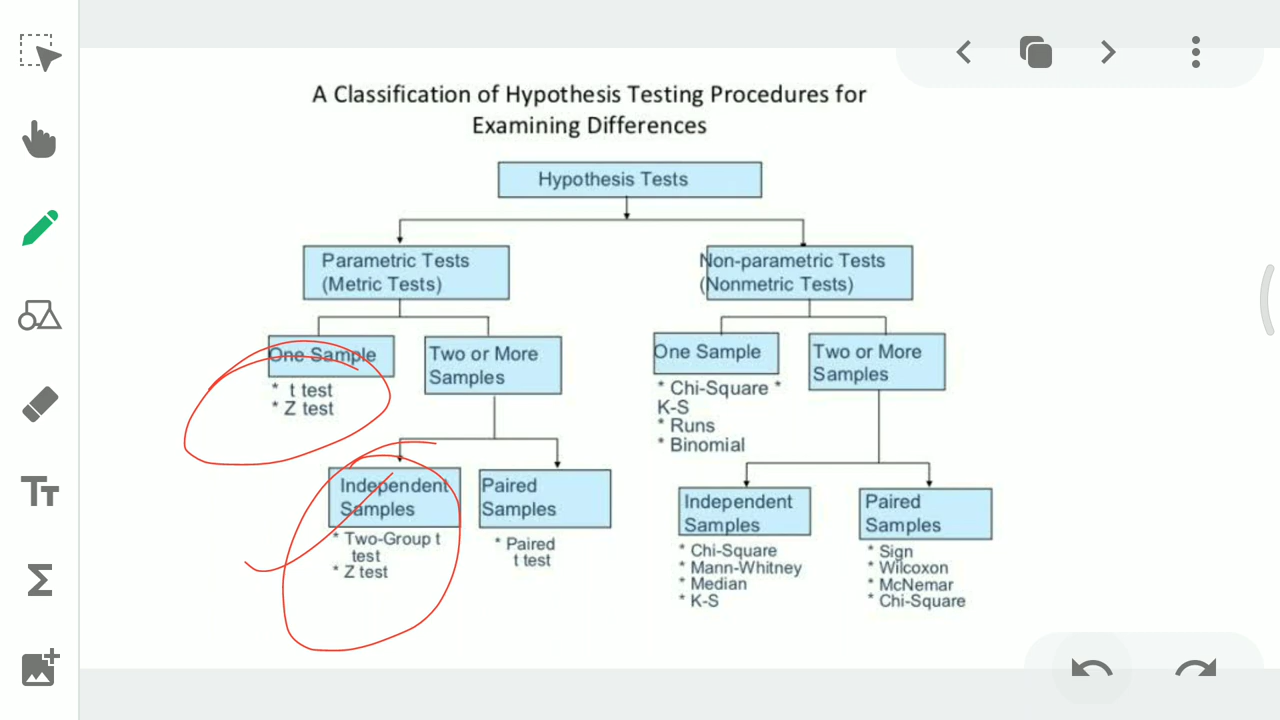 A Classification of Hypothesis Testing Procedures for
Examining Differences
Hypothesis Tests
Parametric Tests
(Metric Tests)
Non-parametric Tests
(Nonmetric Tests)
One Sample
* t test
* Z test
Two or More
Samples
One Sample
* Chi-Square *
K-S
* Runs
* Binomial
Two or More
Samples
Independent
Samples
* Two-Group t
test
* Z test
Paired
Samples
* Paired
t test
Independent
Samples
* Chi-Square
* Mann-Whitney
* Median
* K-S
Paired
Samples
* Sign
* Wilcoxon
* McNemar
* Chi-Square
TT
Σ